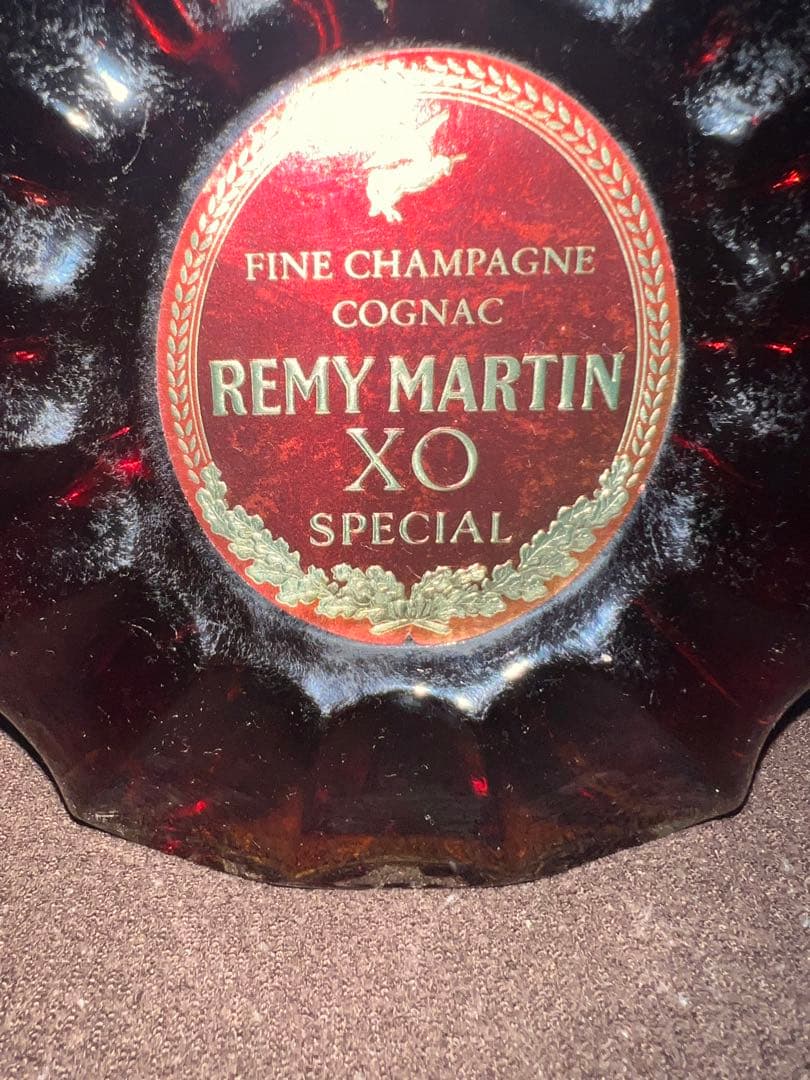 FINE CHAMPAGNE
COGNAC
REMY MARTIN
XO
SPECIAL